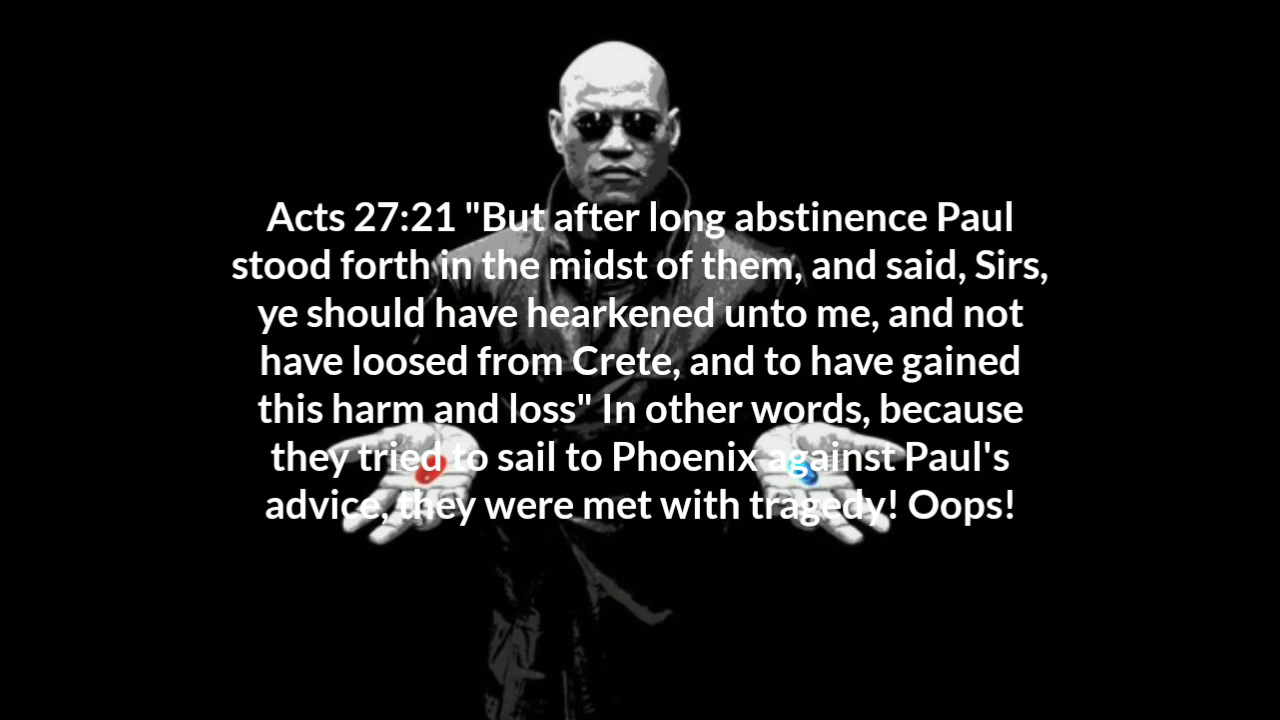 Acts 27:21 "But after long abstinence Paul
stood forth in the midst of them, and said, Sirs,
ye should have hearkened unto me, and not
have loosed from Crete, and to have gained
this harm and loss" In other words, because
they tried to sail to Phoenix against Paul's
advice, they were met with tragedy! Oops!